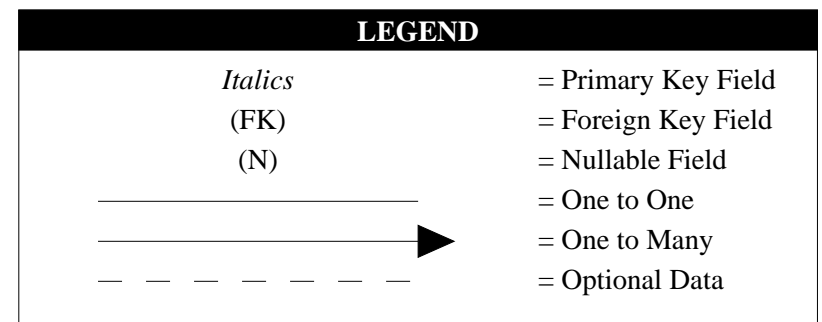 LEGEND
Italics = Primary Key Field
(FK) = Foreign Key Field
(N) = Nullable Field
= One to One
= One to Many
= Optional Data